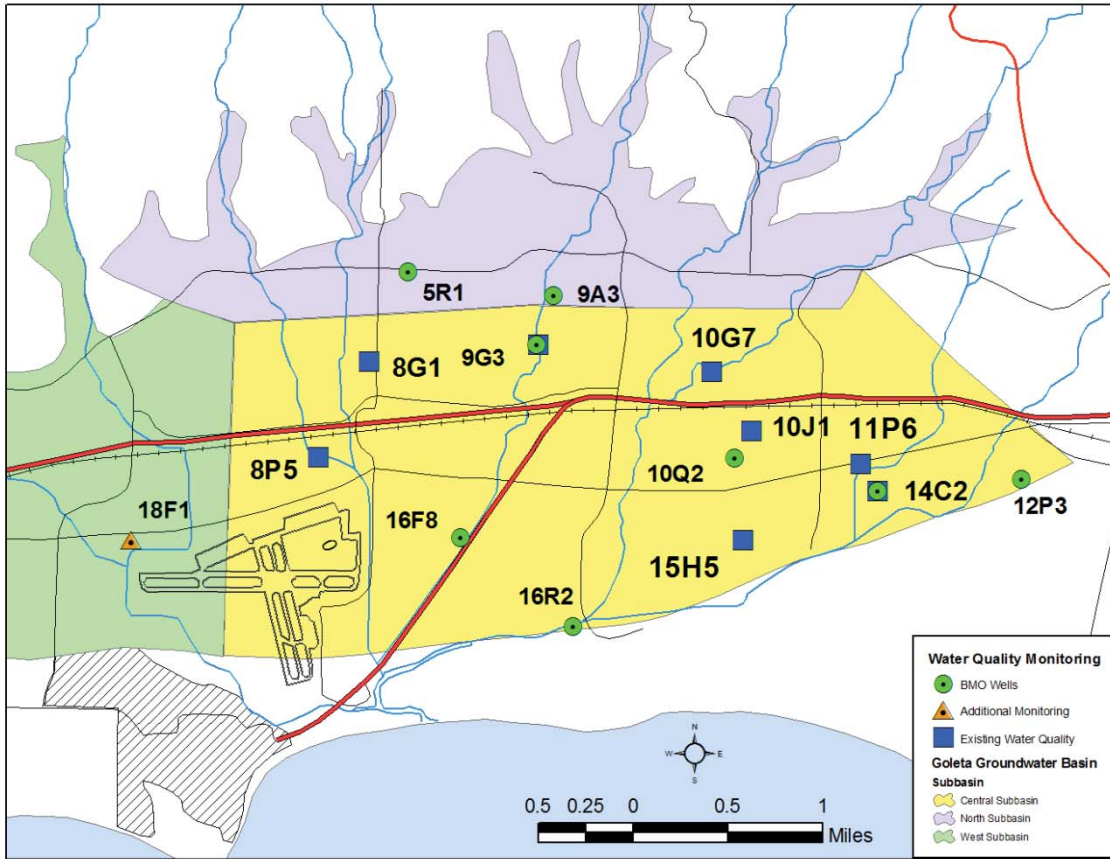 5R1
9A3
9G3
8G1
10G7
10J1
11P6
8P5
10Q2
14C2
12P3
18F1
16F8
15H5
16R2
N
W E
S
0.5 0.25 0 0.5 1
Miles
Water Quality Monitoring
BMO Wells
Additional Monitoring
Existing Water Quality
Goleta Groundwater Basin
Subbasin
Central Subbasin
North Subbasin
West Subbasin